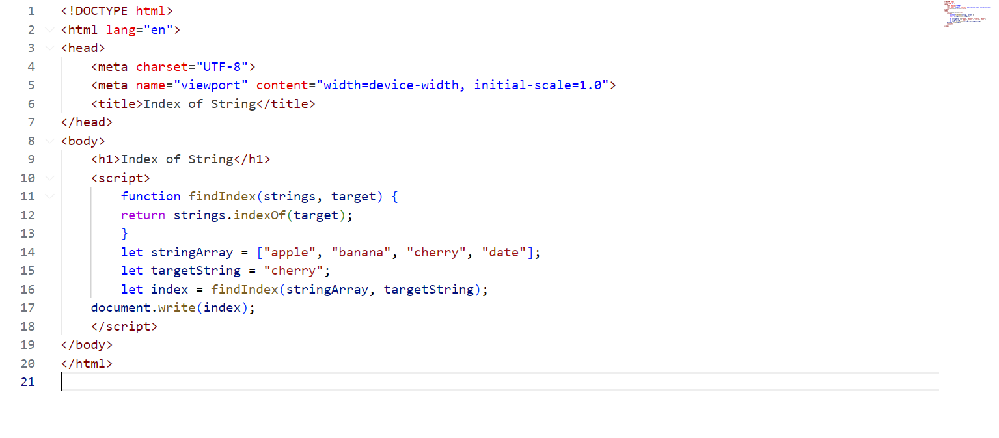 1 <!DOCTYPE html>
2 <html lang="en">
3 <head>
4     <meta charset="UTF-8">
5     <meta name="viewport" content="width=device-width, initial-scale=1.0">
6     <title>Index of String</title>
7 </head>
8 <body>
9     <h1>Index of String</h1>
10     <script>
11         function findIndex(strings, target) {
12         return strings.indexOf(target);
13         }
14         let stringArray = ["apple", "banana", "cherry", "date"];
15         let targetString = "cherry";
16         let index = findIndex(stringArray, targetString);
17     document.write(index);
18     </script>
19 </body>
20 </html>
21